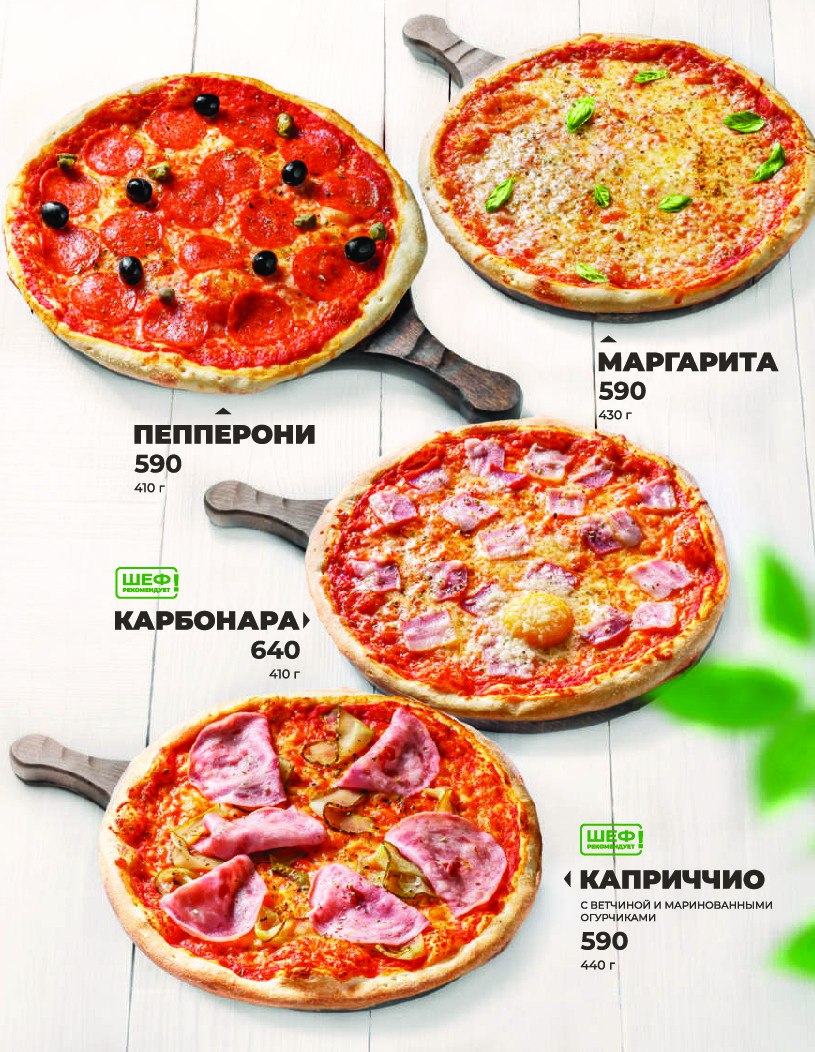 МАРГАРИТА
590
430 г
ПЕППЕРОНИ
590
410 г
ШЕФ!
РЕКОМЕНДУЕТ
КАРБОНАРА
640
410 г
ШЕФ!
РЕКОМЕНДУЕТ
КАПРИЧЧИО
С ВЕТЧИНОЙ И МАРИНОВАННЫМИ
ОГУРЧИКАМИ
590
440 г